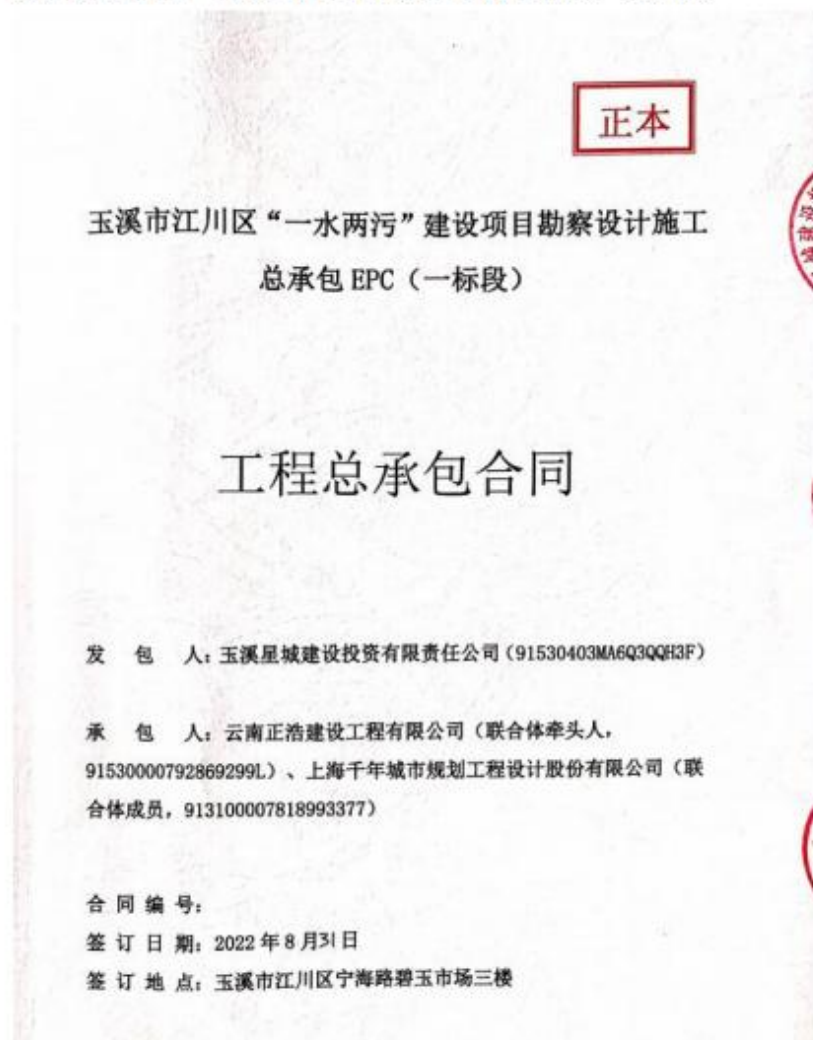 正本
玉溪市江川区“一水两污”建设项目勘察设计施工
总承包 EPC（一标段）
工程总承包合同
发 包 人：玉溪星城建设投资有限责任公司（91530403MA6Q3QQH3F）
承 包 人：云南正浩建设工程有限公司（联合体牵头人，
91530000792869299L）、上海千年城市规划工程设计股份有限公司（联
合体成员，913100007818993377）
合 同 编 号：
签 订 日 期：2022 年 8 月31日
签 订 地 点：玉溪市江川区宁海路碧玉市场三楼